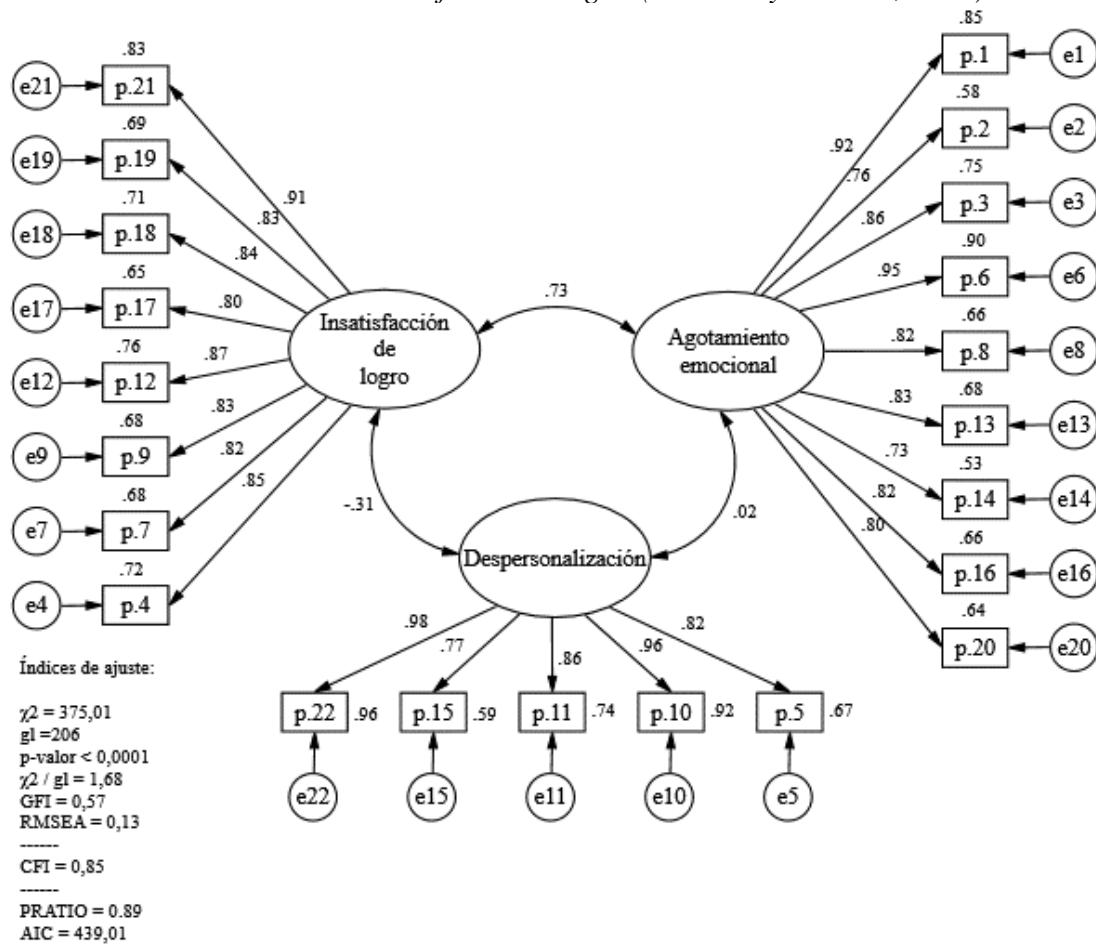 .83
e21
p.21
.69
e19
p.19
.71
e18
p.18
.65
e17
p.17
.76
e12
p.12
.68
e9
p.9
.68
e7
p.7
.72
e4
p.4
.91
.83
.84
.80
.87
.83
.82
.85
Insatisfacción
de
logro
.73
Agotamiento
emocional
-.31
.02
Despersonalización
.92
.76
.86
.95
.82
.83
.73
.82
.80
.85
p.1
e1
.58
p.2
e2
.75
p.3
e3
.90
p.6
e6
.66
p.8
e8
.68
p.13
e13
.53
p.14
e14
.66
p.16
e16
.64
p.20
e20
.98
.77
.86
.96
.82
p.22 .96
p.15 .59
p.11 .74
p.10 .92
p.5 .67
e22
e15
e11
e10
e5
Índices de ajuste:
χ2 = 375,01
gl =206
p-valor < 0,0001
χ2 / gl = 1,68
GFI = 0,57
RMSEA = 0,13
------
CFI = 0,85
------
PRATIO = 0.89
AIC = 439,01